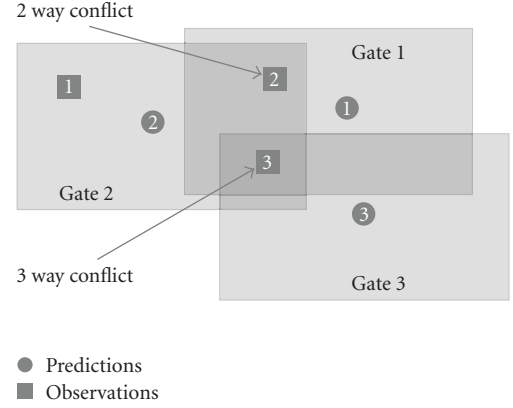 2 way conflict
Gate 1
1
2
2
1
3
Gate 2
3
3 way conflict
Gate 3
Predictions
Observations